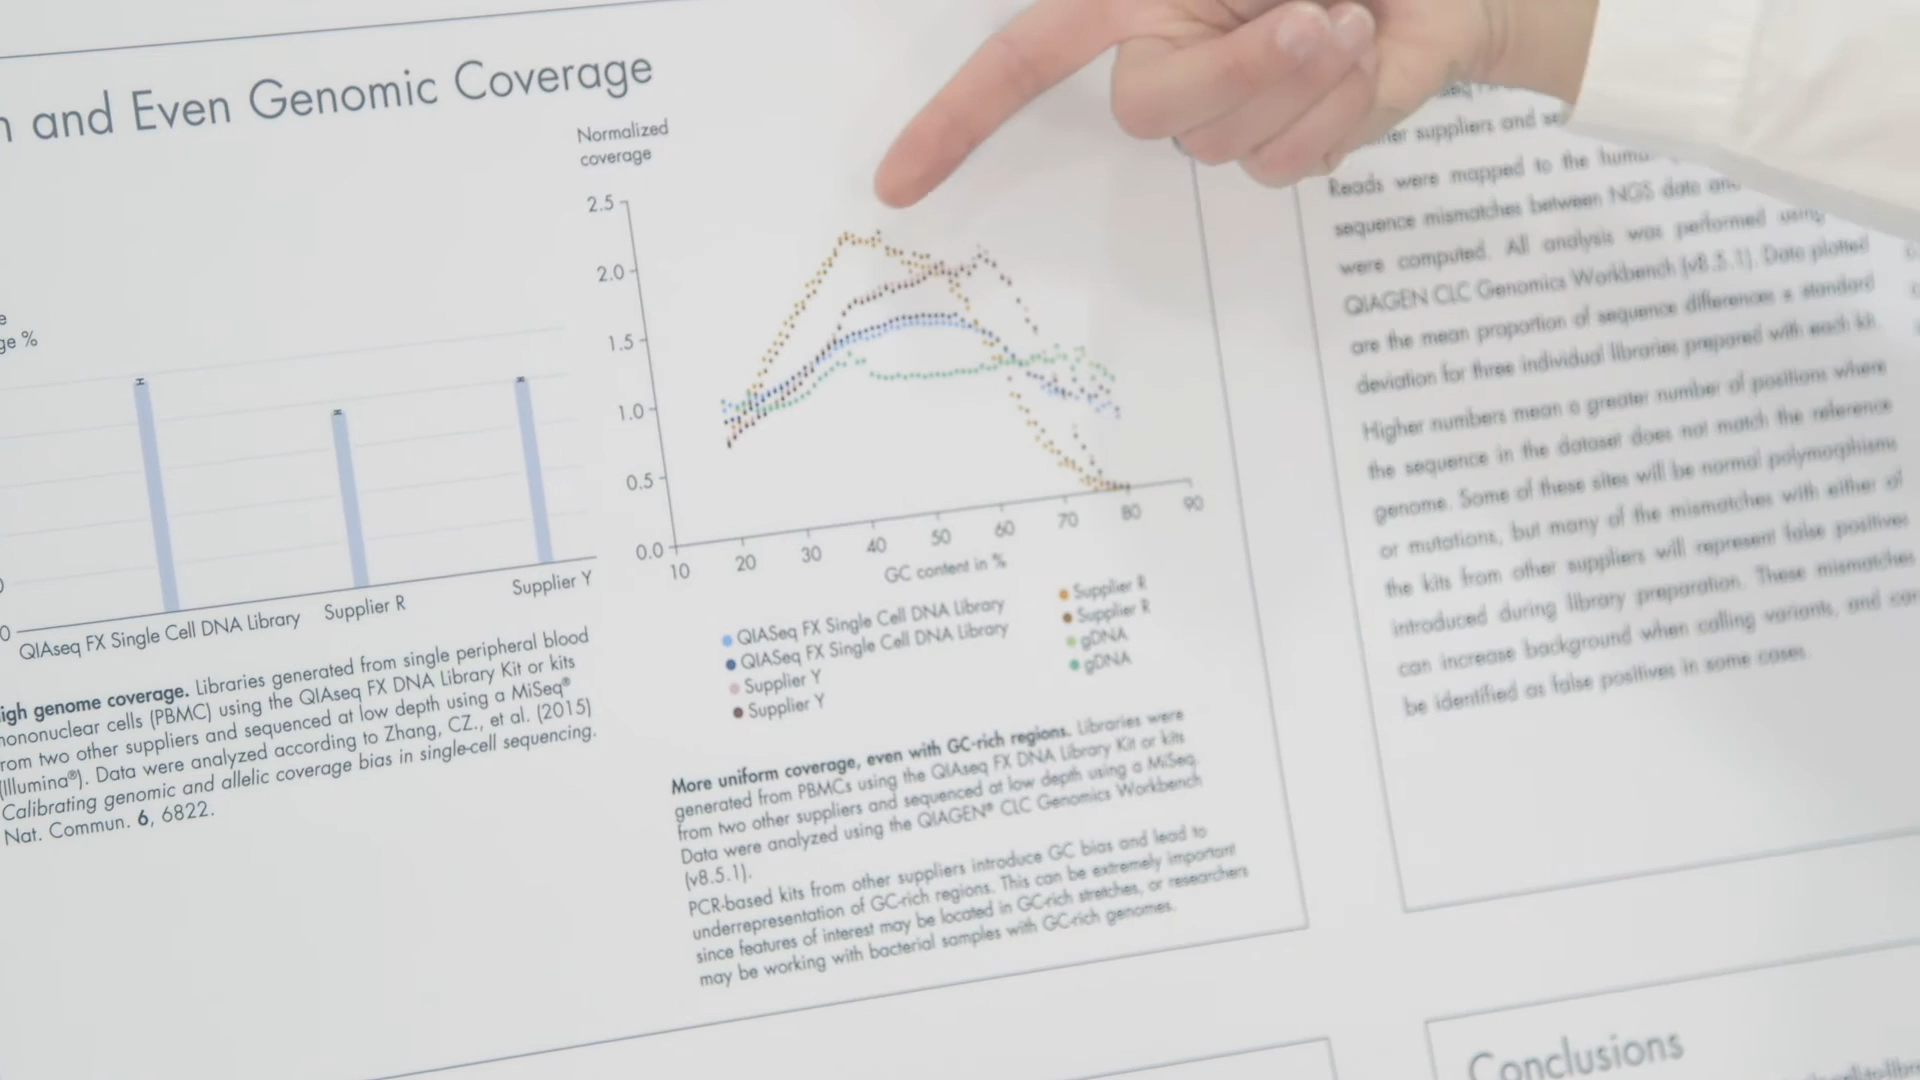 and Even Genomic Coverage
%
QIAseq FX Single Cell DNA Library
Supplier R
Supplier Y
igh genome coverage. Libraries generated from single peripheral blood
mononuclear cells (PBMC) using the QIAseq FX DNA Library Kit or kits
from two other suppliers and sequenced at low depth using a MiSeq®
(Illumina®). Data were analyzed according to Zhang, CZ., et al. (2015)
Calibrating genomic and allelic coverage bias in single-cell sequencing.
Nat. Commun. 6, 6822.
Normalized
coverage
2.5
2.0
1.5
1.0
0.5
0.0
10 20 30 40 50 60 70 80 90
GC content in %
QIASeq FX Single Cell DNA Library
QIASeq FX Single Cell DNA Library
Supplier Y
Supplier Y
Supplier R
Supplier R
gDNA
gDNA
More uniform coverage, even with GC-rich regions. Libraries were
generated from PBMCs using the QIAseq FX DNA Library Kit or kits
from two other suppliers and sequenced at low depth using a MiSeq.
Data were analyzed using the QIAGEN® CLC Genomics Workbench
(v8.5.1).
PCR-based kits from other suppliers introduce GC bias and lead to
underrepresentation of GC-rich regions. This can be extremely important
since features of interest may be located in GC-rich stretches, or researchers
may be working with bacterial samples with GC-rich genomes.
suppliers and
Reads were mapped to the
sequence mismatches between NGS data
were computed. All analysis was performed using
QIAGEN CLC Genomics Workbench (v8.5.1). Data plotted
are the mean proportion of sequence differences ± standard
deviation for three individual libraries prepared with each kit.
Higher numbers mean a greater number of positions where
the sequence in the dataset does not match the reference
genome. Some of these sites will be normal polymorphisms
or mutations, but many of the mismatches with either of
the kits from other suppliers will represent false positives
introduced during library preparation. These mismatches
can increase background when calling variants, and can
be identified as false positives in some cases.
Conclusions